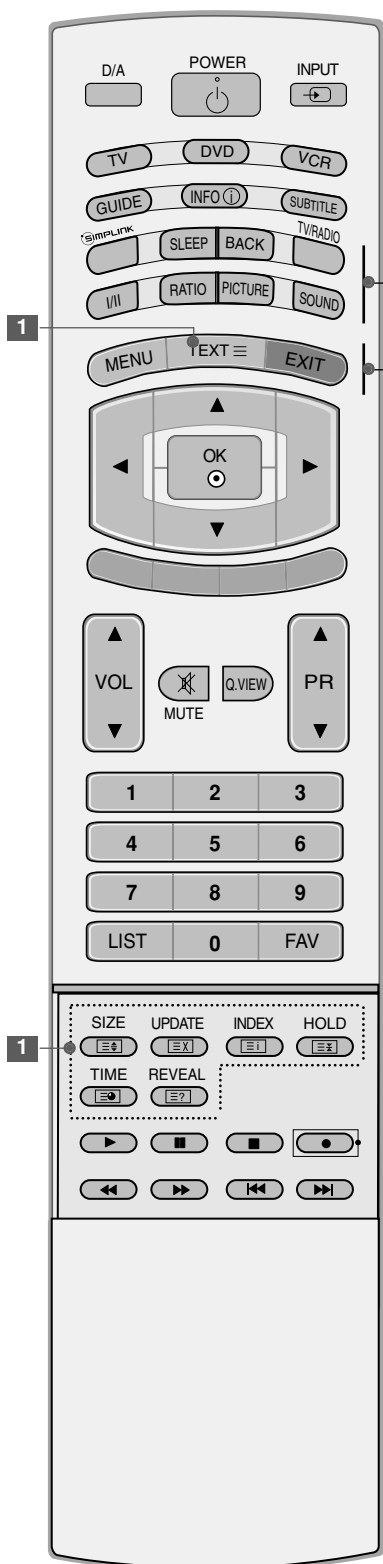 D/A POWER INPUT
TV DVD VCR
GUIDE INFO i SUBTITLE
SIMPLINK SLEEP BACK TV/RADIO
I/II RATIO PICTURE SOUND
1
MENU TEXT EXIT
OK
VOL PR
Q.VIEW
MUTE
1 2 3
4 5 6
7 8 9
LIST 0 FAV
SIZE UPDATE INDEX HOLD
1
TIME REVEAL